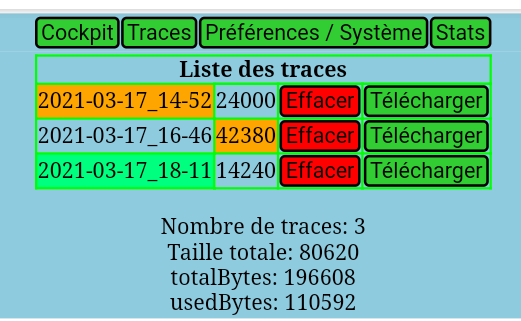 Cockpit Traces Préférences / Système Stats
Liste des traces
2021-03-17_14-52 24000 Effacer Télécharger
2021-03-17_16-46 42380 Effacer Télécharger
2021-03-17_18-11 14240 Effacer Télécharger
Nombre de traces: 3
Taille totale: 80620
totalBytes: 196608
usedBytes: 110592